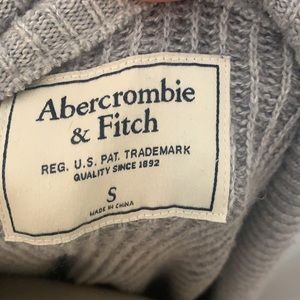 Abercrombie
& Fitch
REG. U.S. PAT. TRADEMARK
QUALITY SINCE 1892
S
MADE IN CHINA